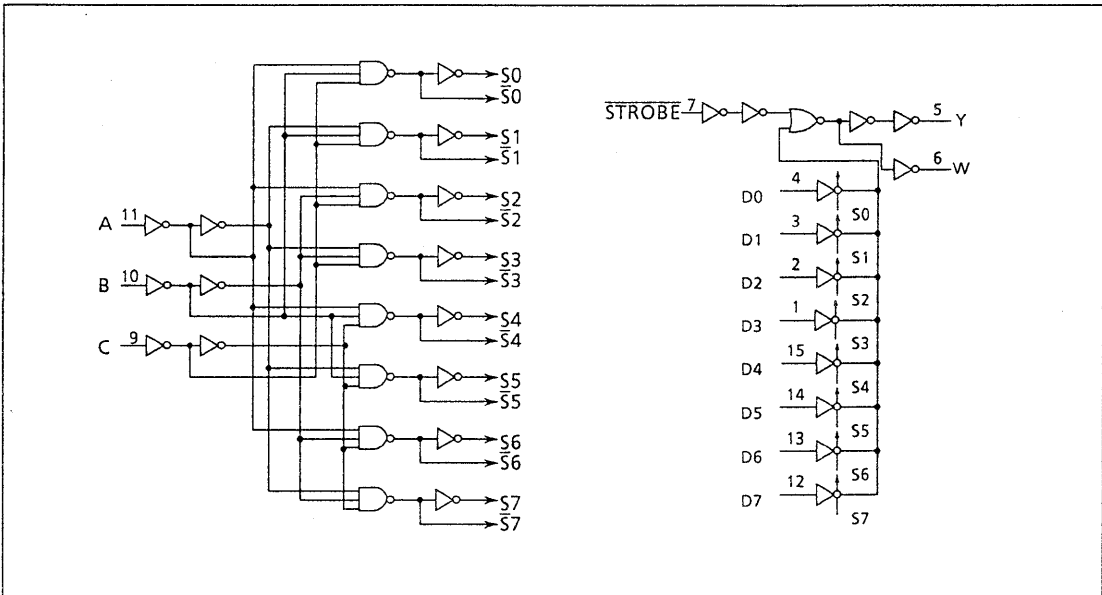 S0
S̅0
S1
S̅1
S2
S̅2
A 11
S3
S̅3
B 10
S4
S̅4
C 9
S5
S̅5
S6
S̅6
S7
S̅7
S̅T̅R̅O̅B̅E̅ 7
5 Y
6 W
D0 4
S0
D1 3
S1
D2 2
S2
D3 1
S3
D4 15
S4
D5 14
S5
D6 13
S6
D7 12
S7